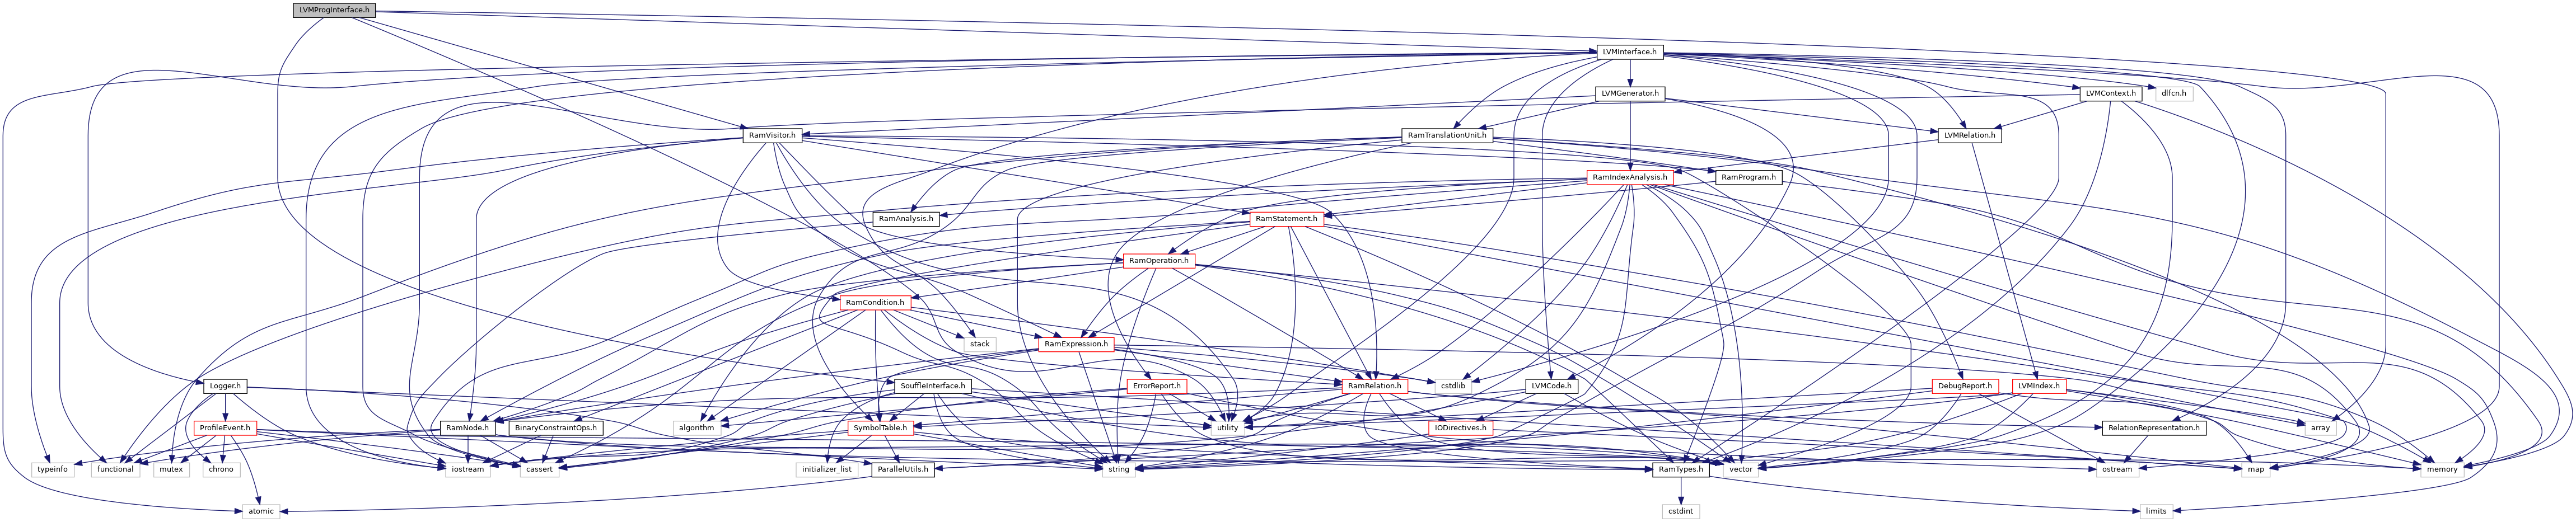 LVMProgInterface.h
LVMInterface.h
LVMGenerator.h
LVMContext.h
dlfcn.h
RamVisitor.h
RamTranslationUnit.h
LVMRelation.h
RamIndexAnalysis.h
RamProgram.h
RamAnalysis.h
RamStatement.h
RamOperation.h
RamCondition.h
stack
RamExpression.h
Logger.h
SouffleInterface.h
ErrorReport.h
RamRelation.h
cstdlib
LVMCode.h
DebugReport.h
LVMIndex.h
ProfileEvent.h
RamNode.h
BinaryConstraintOps.h
algorithm
SymbolTable.h
utility
IODirectives.h
RelationRepresentation.h
array
typeinfo
functional
mutex
chrono
iostream
cassert
initializer_list
ParallelUtils.h
string
RamTypes.h
vector
ostream
map
memory
atomic
cstdint
limits